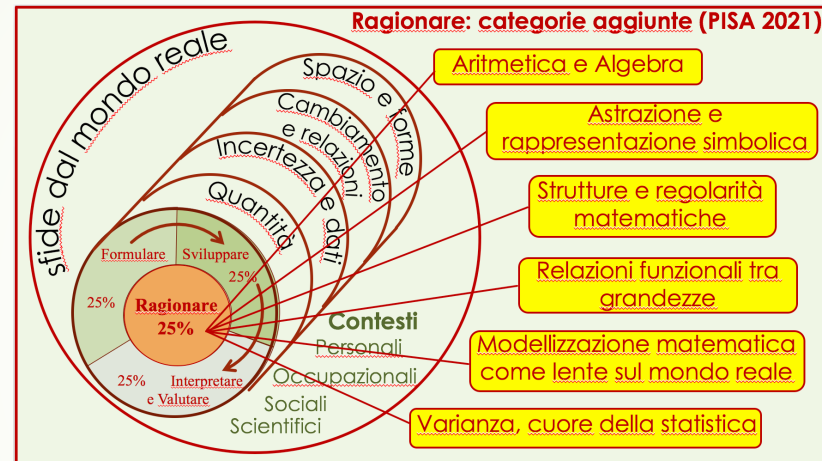 Ragionare: categorie aggiunte (PISA 2021)
sfide dal mondo reale
Spazio e forme
Cambiamento
e relazioni
Incertezza e dati
Quantità
Formulare
Sviluppare
25%
25%
Ragionare
25%
25%
Interpretare
e Valutare
Contesti
Personali
Occupazionali
Sociali
Scientifici
Aritmetica e Algebra
Astrazione e
rappresentazione simbolica
Strutture e regolarità
matematiche
Relazioni funzionali tra
grandezze
Modellizzazione matematica
come lente sul mondo reale
Varianza, cuore della statistica